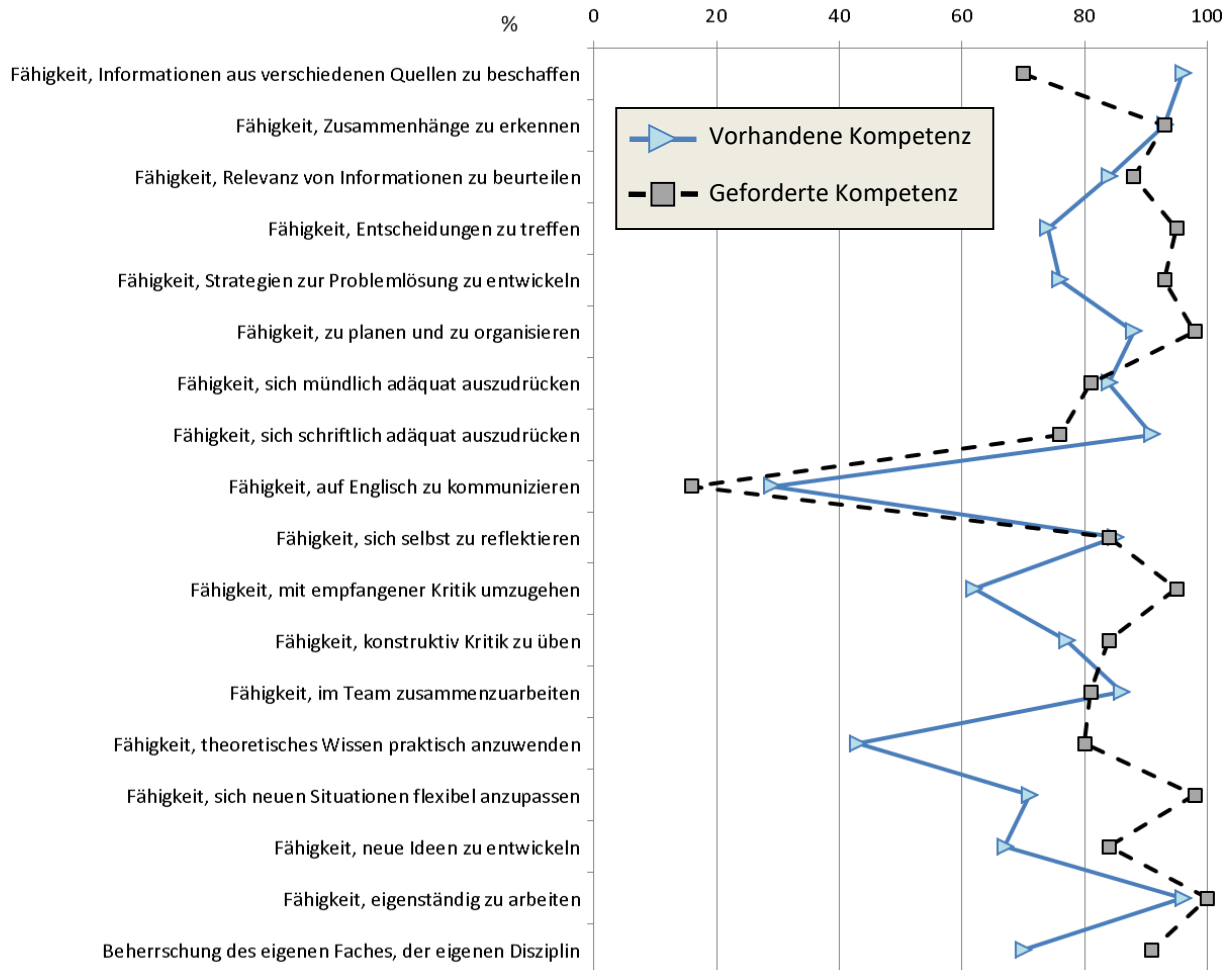 %
0 20 40 60 80 100
Fähigkeit, Informationen aus verschiedenen Quellen zu beschaffen
Fähigkeit, Zusammenhänge zu erkennen
Fähigkeit, Relevanz von Informationen zu beurteilen
Fähigkeit, Entscheidungen zu treffen
Fähigkeit, Strategien zur Problemlösung zu entwickeln
Fähigkeit, zu planen und zu organisieren
Fähigkeit, sich mündlich adäquat auszudrücken
Fähigkeit, sich schriftlich adäquat auszudrücken
Fähigkeit, auf Englisch zu kommunizieren
Fähigkeit, sich selbst zu reflektieren
Fähigkeit, mit empfangener Kritik umzugehen
Fähigkeit, konstruktiv Kritik zu üben
Fähigkeit, im Team zusammenzuarbeiten
Fähigkeit, theoretisches Wissen praktisch anzuwenden
Fähigkeit, sich neuen Situationen flexibel anzupassen
Fähigkeit, neue Ideen zu entwickeln
Fähigkeit, eigenständig zu arbeiten
Beherrschung des eigenen Faches, der eigenen Disziplin
Vorhandene Kompetenz
Geforderte Kompetenz